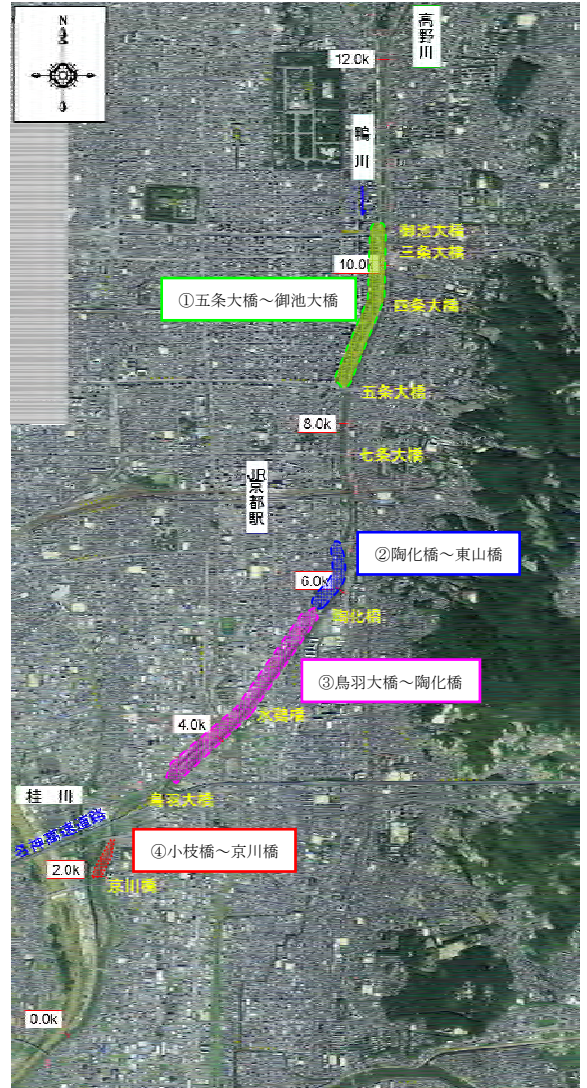 N
高野川
12.0k
鴨川
御池大橋
三条大橋
10.0k
①五条大橋～御池大橋
四条大橋
五条大橋
8.0k
七条大橋
JR京都駅
②陶化橋～東山橋
6.0k
陶化橋
③鳥羽大橋～陶化橋
4.0k
桂川
鳥羽大橋
名神高速道路
④小枝橋～京川橋
2.0k
京川橋
0.0k